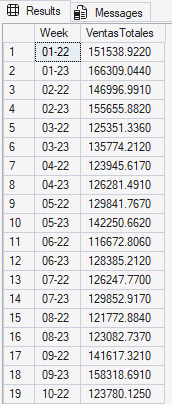 Results Messages
Week VentasTotales
1 01-22 151538.9220
2 01-23 166309.0440
3 02-22 146996.9910
4 02-23 155655.8820
5 03-22 125351.3360
6 03-23 135774.2120
7 04-22 123945.6170
8 04-23 126281.4910
9 05-22 129841.7670
10 05-23 142250.6620
11 06-22 116672.8060
12 06-23 128385.2120
13 07-22 126247.7700
14 07-23 129852.9170
15 08-22 121772.8840
16 08-23 123082.7370
17 09-22 141617.3210
18 09-23 158318.6910
19 10-22 123780.1250